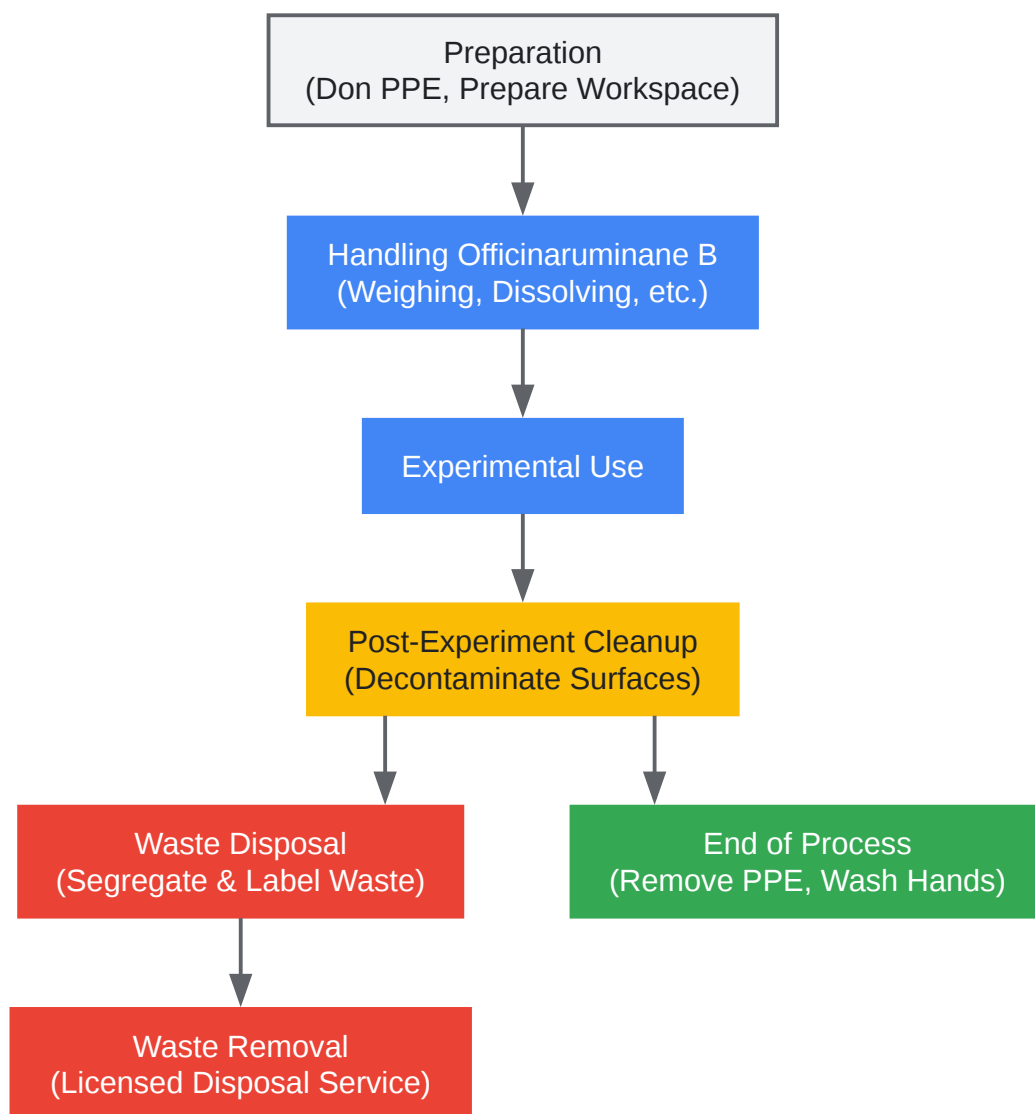 Preparation
(Don PPE, Prepare Workspace)
Handling Officinaruminane B
(Weighing, Dissolving, etc.)
Experimental Use
Post-Experiment Cleanup
(Decontaminate Surfaces)
Waste Disposal
(Segregate & Label Waste)
End of Process
(Remove PPE, Wash Hands)
Waste Removal
(Licensed Disposal Service)